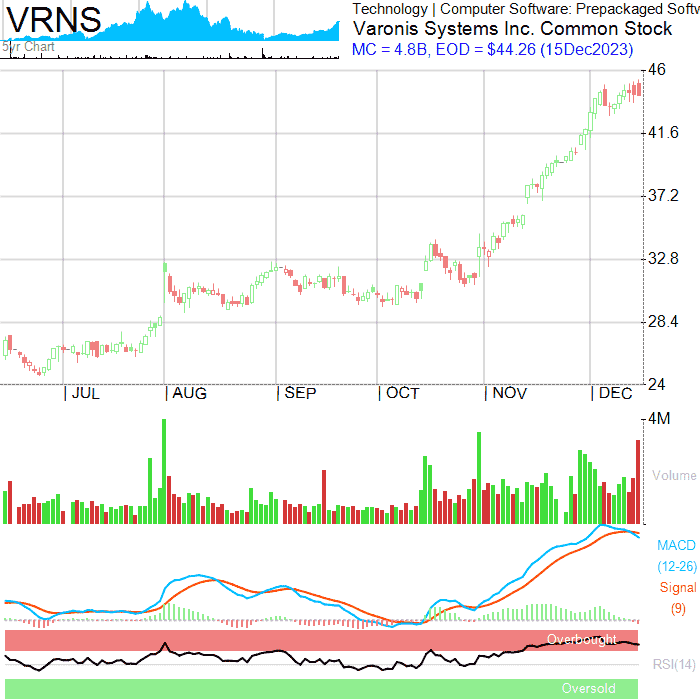 VRNS
5yr Chart
Technology | Computer Software: Prepackaged Softw
Varonis Systems Inc. Common Stock
MC = 4.8B, EOD = $44.26 (15Dec2023)
46
41.6
37.2
32.8
28.4
24
| JUL | AUG | SEP | OCT | NOV | DEC
4M
Volume
MACD
(12-26)
Signal
(9)
Overbought
RSI(14)
Oversold